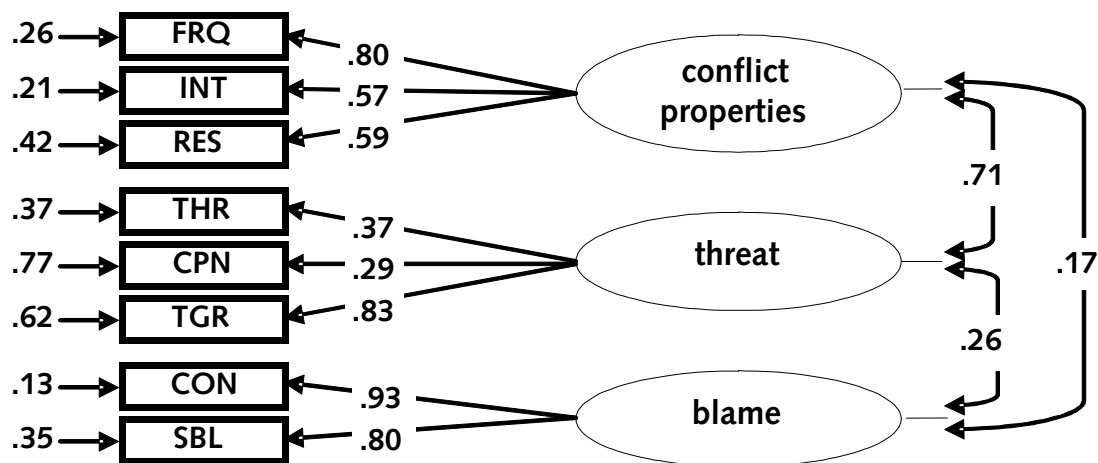 .26 FRQ .80
.21 INT .57
.42 RES .59
conflict
properties
.71
.37 THR .37
.77 CPN .29
.62 TGR .83
threat
.17
.26
.13 CON .93
.35 SBL .80
blame